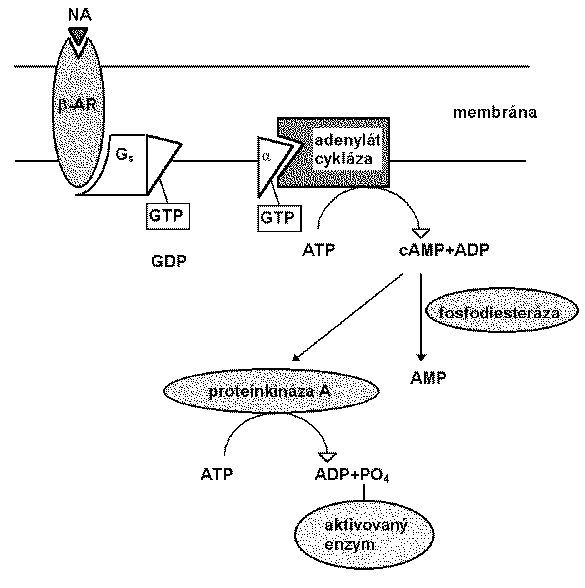 NA
β-AR
membrána
Gs
α
adenylát
cykláza
GTP
GTP
GDP
ATP
cAMP+ADP
fosfodiesteráza
AMP
proteinkináza A
ATP
ADP+PO₄
aktivovaný
enzym